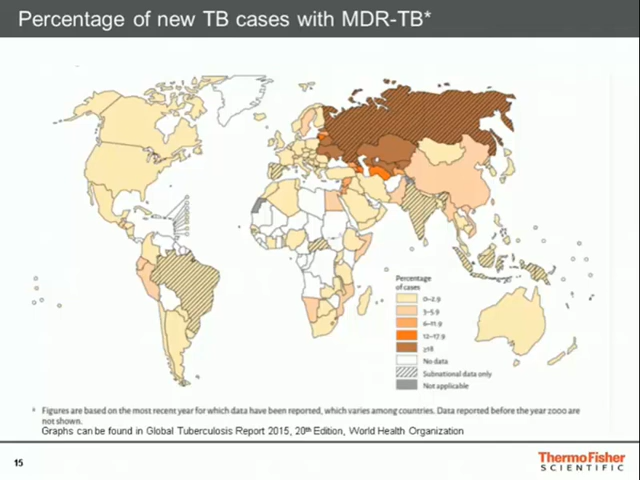 Percentage of new TB cases with MDR-TB*
Percentage
of cases
0–2.9
3–5.9
6–11.9
12–17.9
≥18
No data
Subnational data only
Not applicable
* Figures are based on the most recent year for which data have been reported, which varies among countries. Data reported before the year 2000 are
not shown.
Graphs can be found in Global Tuberculosis Report 2015, 20th Edition, World Health Organization
15
ThermoFisher
SCIENTIFIC